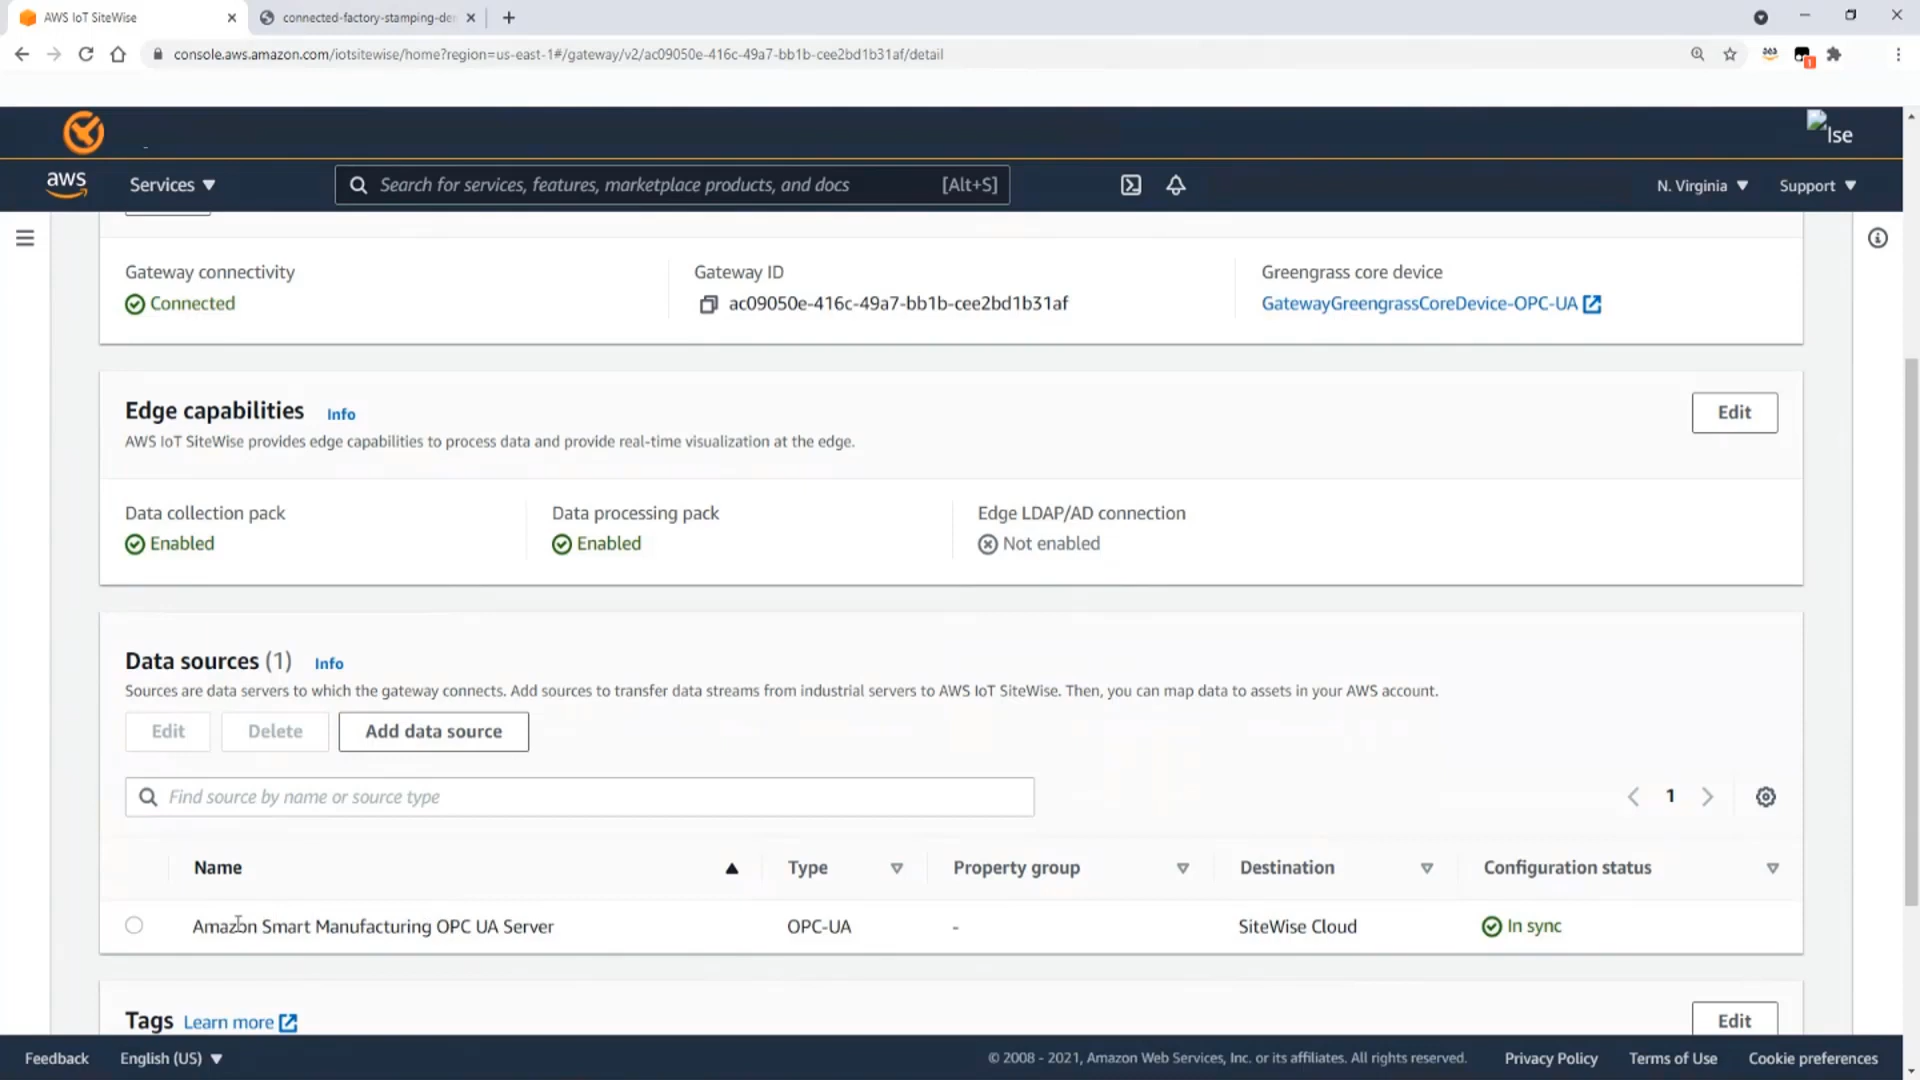 AWS IoT SiteWise
connected-factory-stamping-der
console.aws.amazon.com/iotsitewise/home?region=us-east-1#/gateway/v2/ac09050e-416c-49a7-bb1b-cee2bd1b31af/detail
1
lse
aws
Services
Search for services, features, marketplace products, and docs
[Alt+S]
N. Virginia
Support
Gateway connectivity
Connected
Gateway ID
ac09050e-416c-49a7-bb1b-cee2bd1b31af
Greengrass core device
GatewayGreengrassCoreDevice-OPC-UA
Edge capabilities Info
Edit
AWS IoT SiteWise provides edge capabilities to process data and provide real-time visualization at the edge.
Data collection pack
Enabled
Data processing pack
Enabled
Edge LDAP/AD connection
Not enabled
Data sources (1) Info
Sources are data servers to which the gateway connects. Add sources to transfer data streams from industrial servers to AWS IoT SiteWise. Then, you can map data to assets in your AWS account.
Edit Delete Add data source
Find source by name or source type
1
Name Type Property group Destination Configuration status
Amazon Smart Manufacturing OPC UA Server OPC-UA - SiteWise Cloud In sync
Tags Learn more
Edit
Feedback English (US) © 2008 - 2021, Amazon Web Services, Inc. or its affiliates. All rights reserved. Privacy Policy Terms of Use Cookie preferences